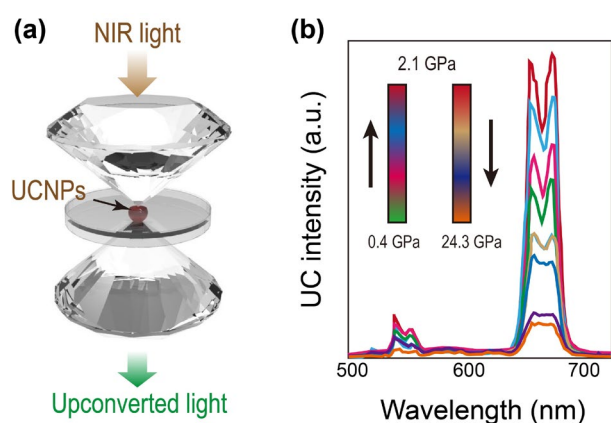 (a)
NIR light
UCNPs
Upconverted light
(b)
UC intensity (a.u.)
2.1 GPa
0.4 GPa
24.3 GPa
500
600
700
Wavelength (nm)